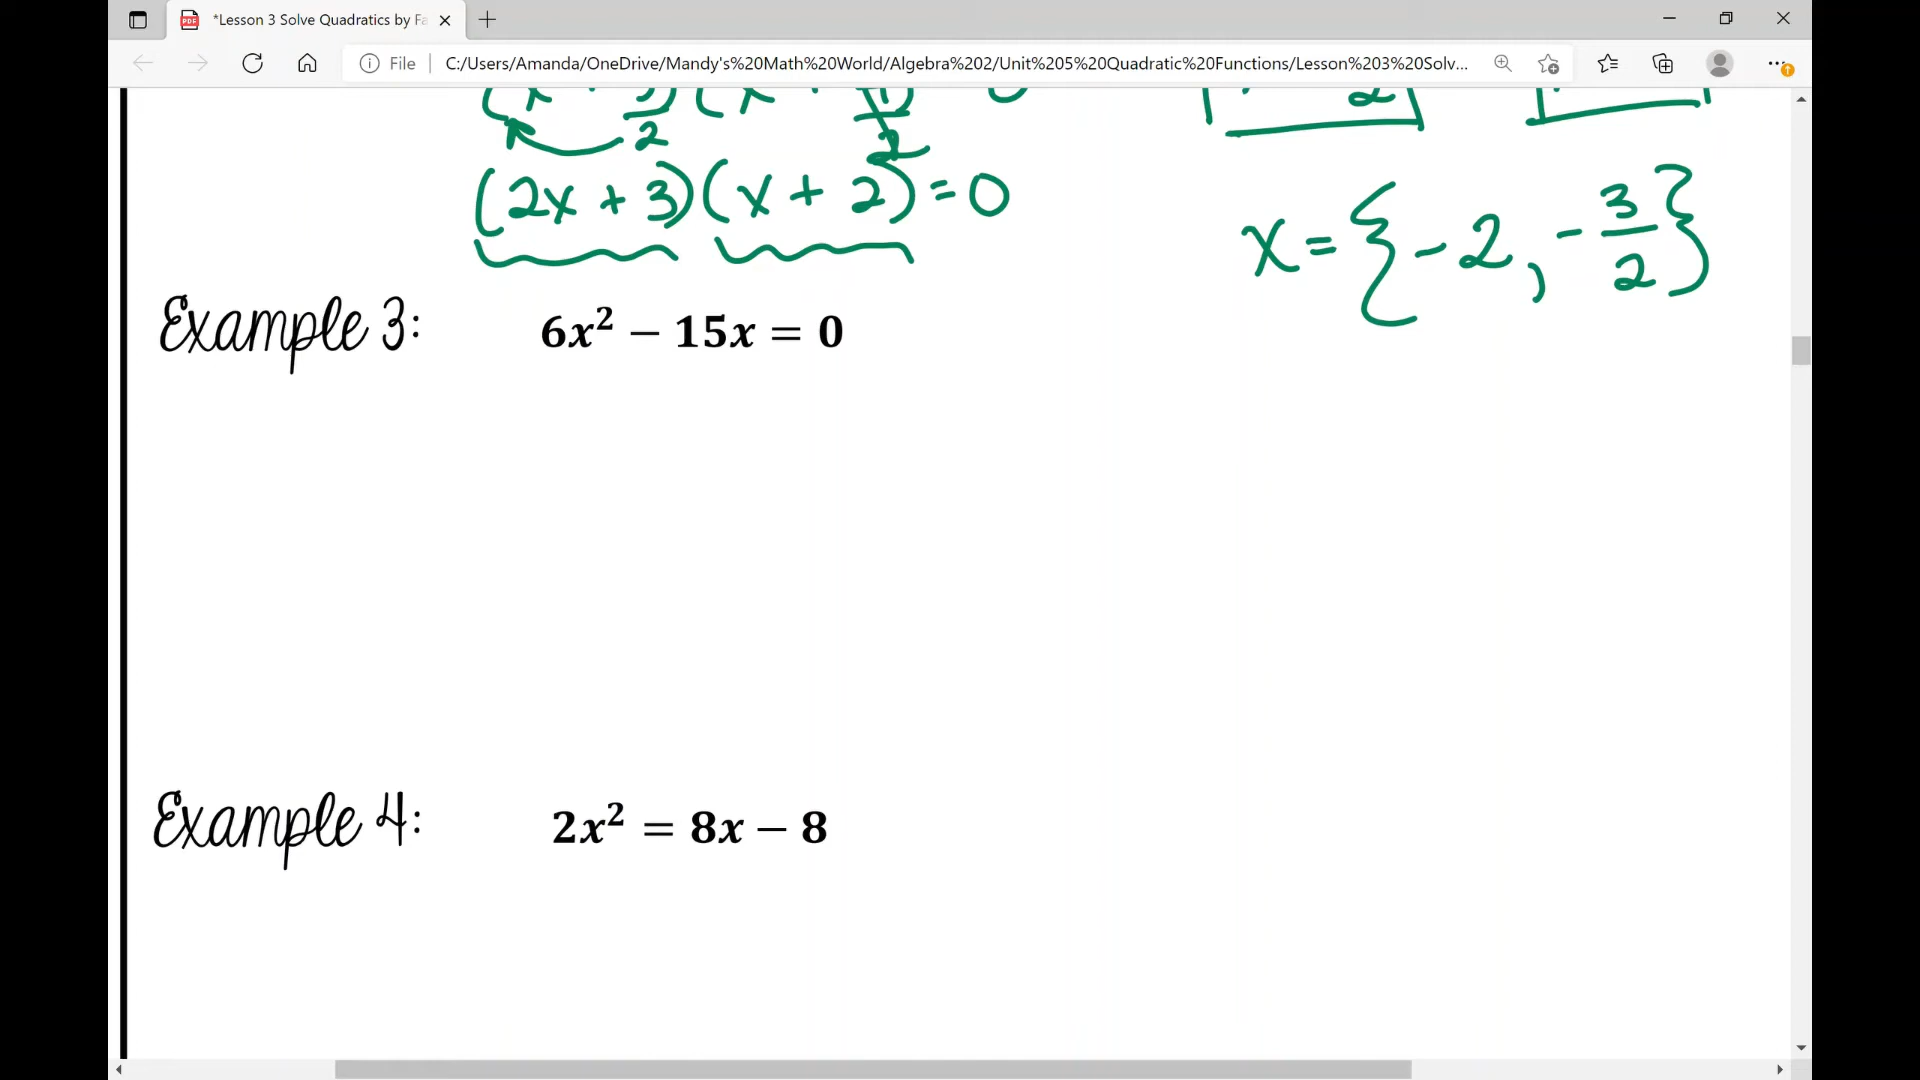 *Lesson 3 Solve Quadratics by Fa
File C:/Users/Amanda/OneDrive/Mandy's%20Math%20World/Algebra%202/Unit%205%20Quadratic%20Functions/Lesson%203%20Solv...
(2x + 3)(x + 2) = 0
x = {-2, -3/2}
Example 3: 6x² − 15x = 0
Example 4: 2x² = 8x − 8